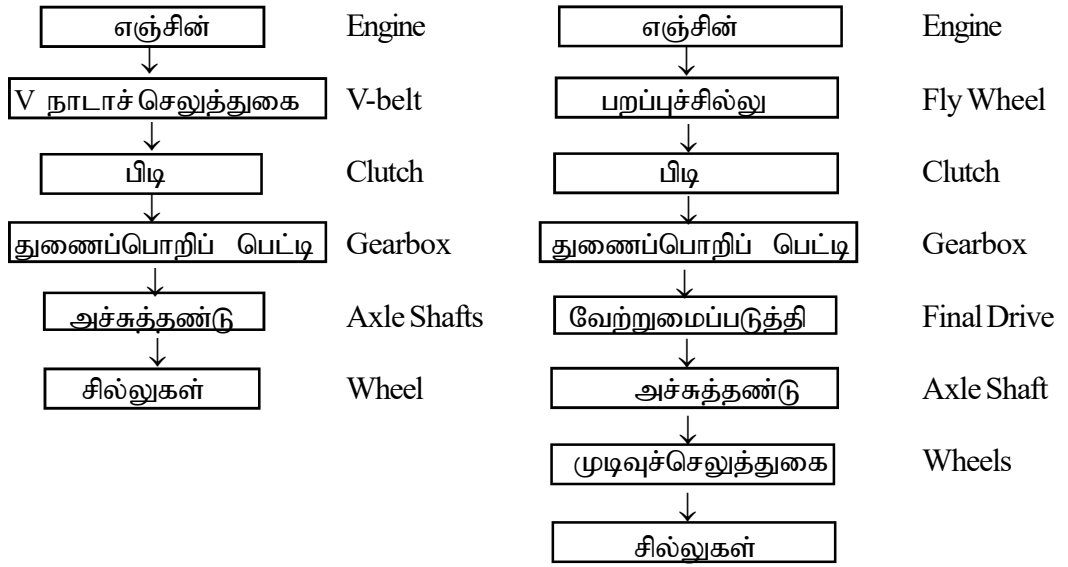 எஞ்சின் Engine
V நாடாச் செலுத்துகை V-belt
பிடி Clutch
துணைப்பொறிப் பெட்டி Gearbox
அச்சுத்தண்டு Axle Shafts
சில்லுகள் Wheel
எஞ்சின் Engine
பறப்புச்சில்லு Fly Wheel
பிடி Clutch
துணைப்பொறிப் பெட்டி Gearbox
வேற்றுமைப்படுத்தி Final Drive
அச்சுத்தண்டு Axle Shaft
முடிவுச்செலுத்துகை Wheels
சில்லுகள்